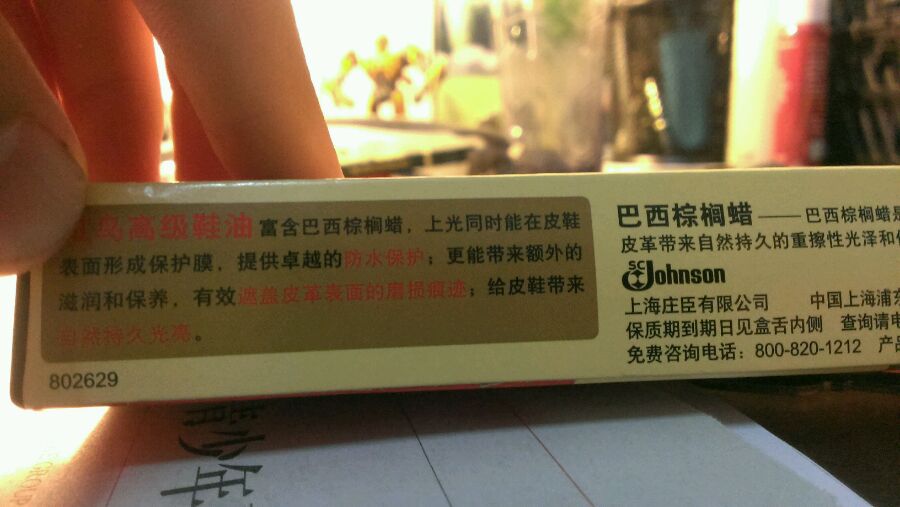 鸟高级鞋油 富含巴西棕榈蜡，上光同时能在皮鞋
表面形成保护膜，提供卓越的防水保护；更能带来额外的
滋润和保养，有效遮盖皮革表面的磨损痕迹；给皮鞋带来
自然持久光亮。
802629
巴西棕榈蜡——巴西棕榈蜡是
皮革带来自然持久的重擦性光泽和
SC Johnson
上海庄臣有限公司 中国上海浦东
保质期到期日见盒舌内侧 查询请电
免费咨询电话：800-820-1212 产品
青少年
GROUP